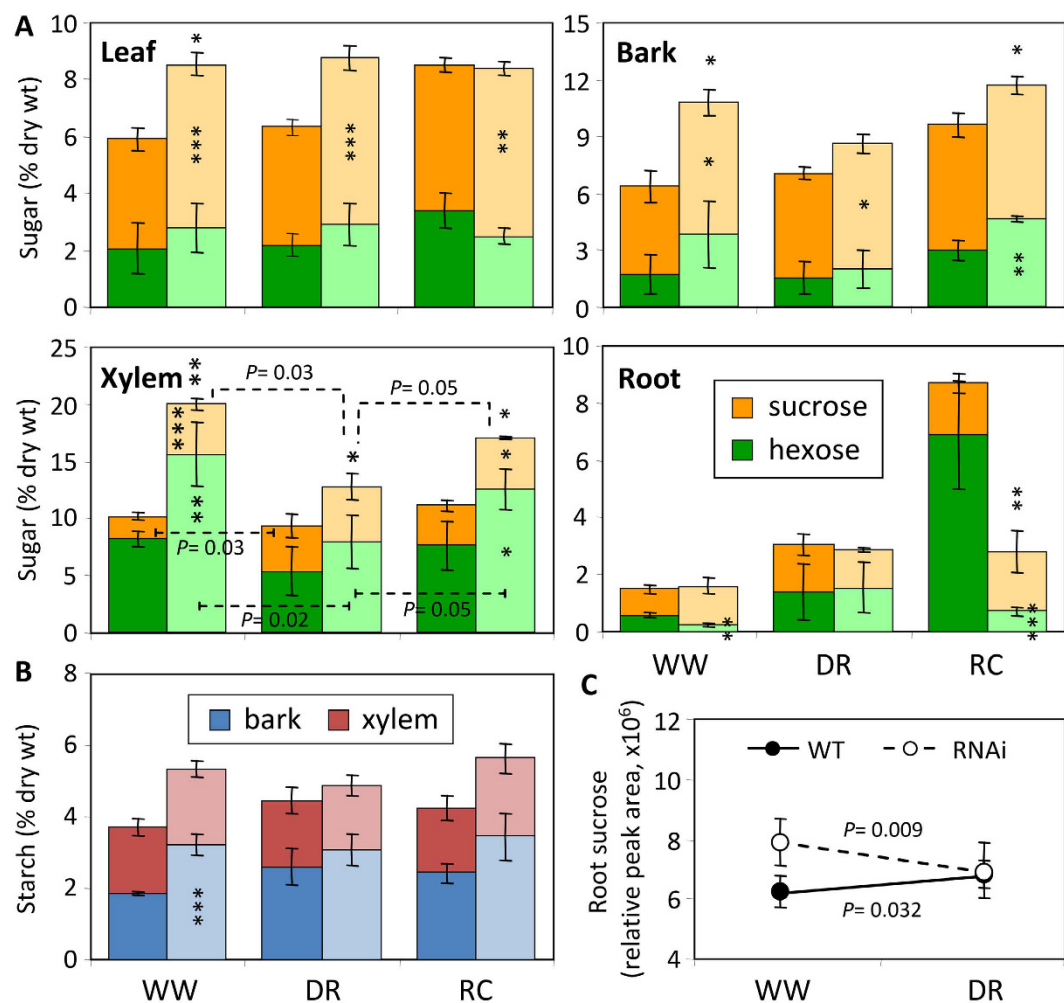 A
Leaf
Bark
Sugar (% dry wt)
10
8
6
4
2
0
*
***
***
**
15
12
9
6
3
0
*
*
*
*
**
Xylem
Root
Sugar (% dry wt)
25
20
15
10
5
0
**
***
**
P= 0.03
P= 0.05
*
*
*
*
P= 0.03
P= 0.02
P= 0.05
10
8
6
4
2
0
sucrose
hexose
**
**
***
WW
DR
RC
B
Starch (% dry wt)
8
6
4
2
0
bark
xylem
***
WW
DR
RC
C
Root sucrose
(relative peak area, x10⁶)
12
10
8
6
4
WT
RNAi
P= 0.009
P= 0.032
WW
DR